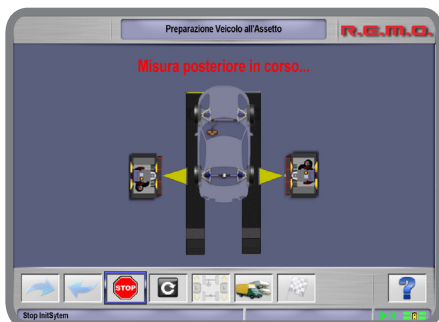 Preparazione Veicolo all'Assetto
R.E.M.O.
Misura posteriore in corso...
STOP
C
?
Stop InitSytem